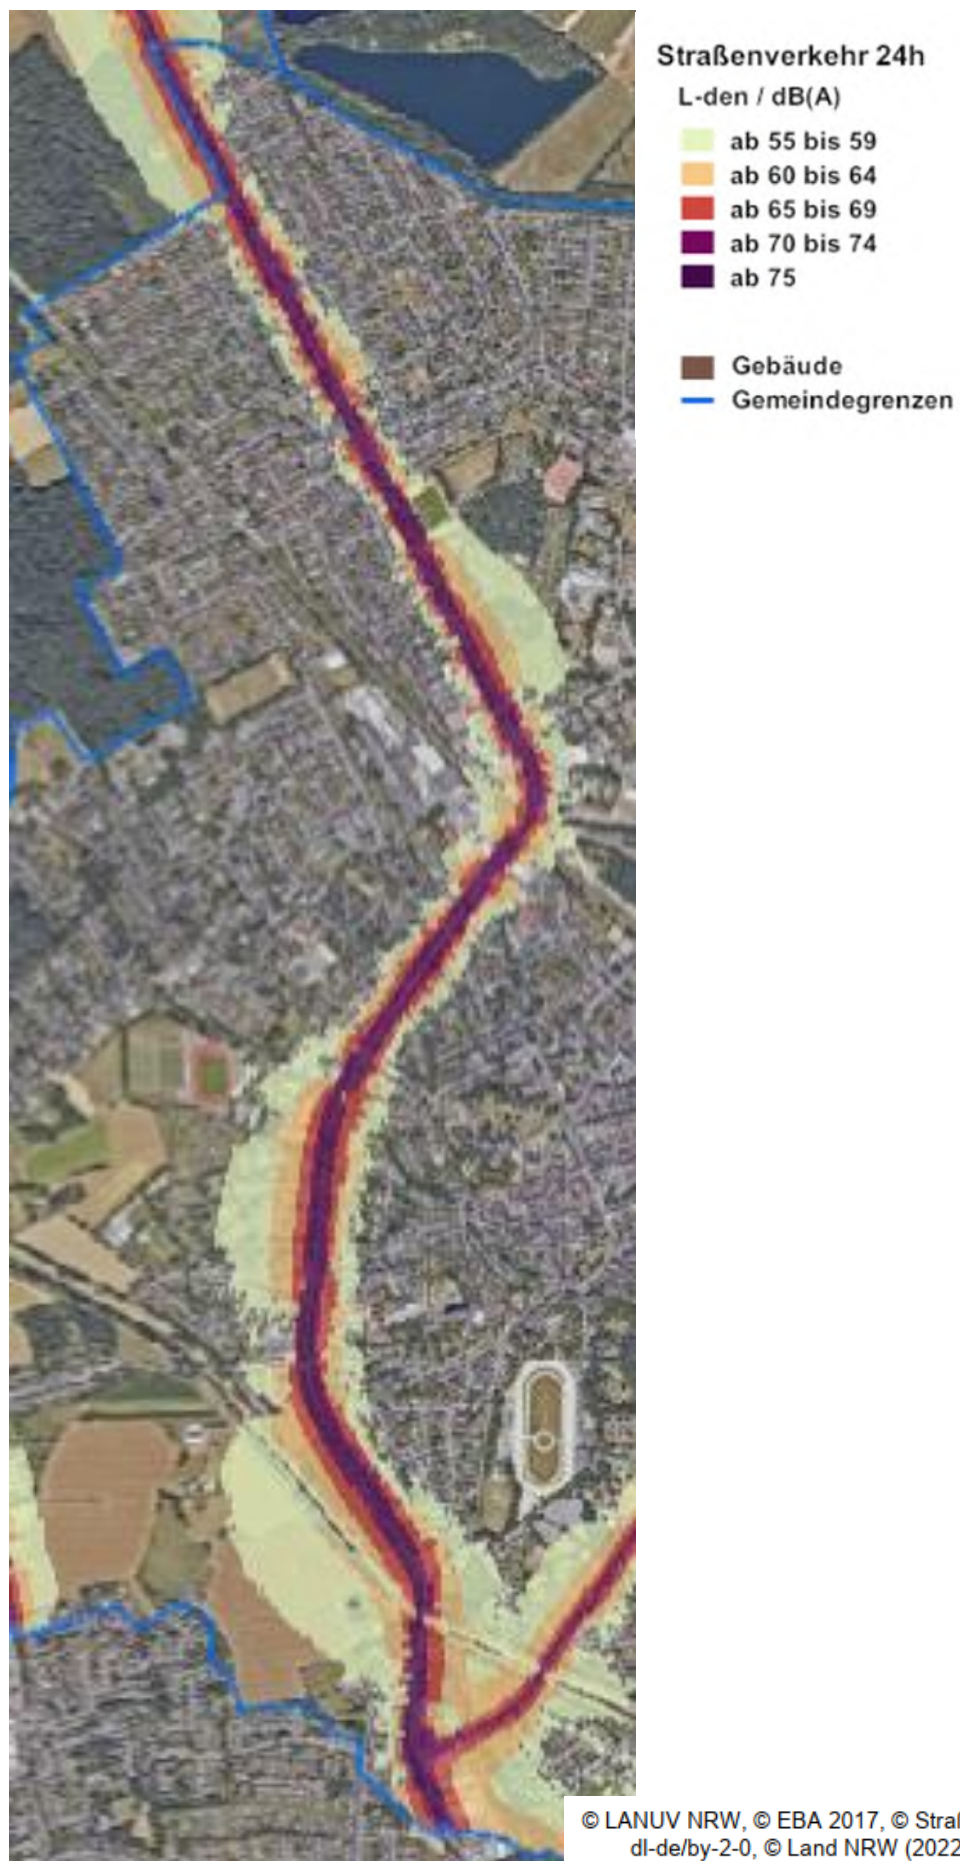 Straßenverkehr 24h
L-den / dB(A)
ab 55 bis 59
ab 60 bis 64
ab 65 bis 69
ab 70 bis 74
ab 75
Gebäude
Gemeindegrenzen
© LANUV NRW, © EBA 2017, © Stra
dl-de/by-2-0, © Land NRW (2022